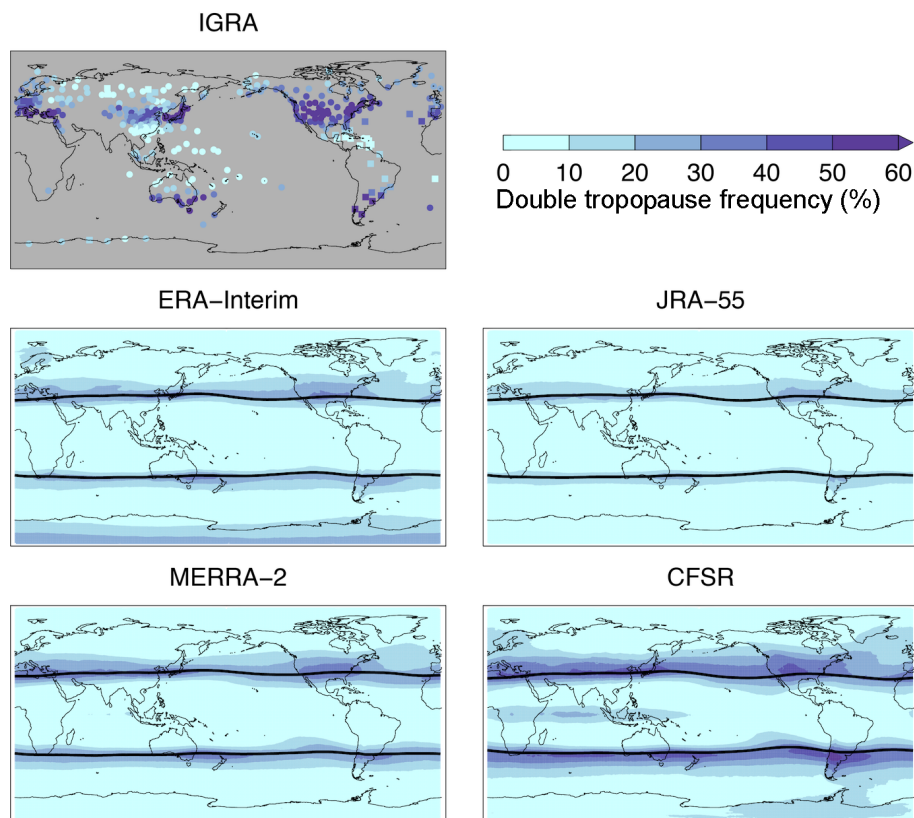 IGRA
0 10 20 30 40 50 60
Double tropopause frequency (%)
ERA−Interim
JRA−55
MERRA−2
CFSR